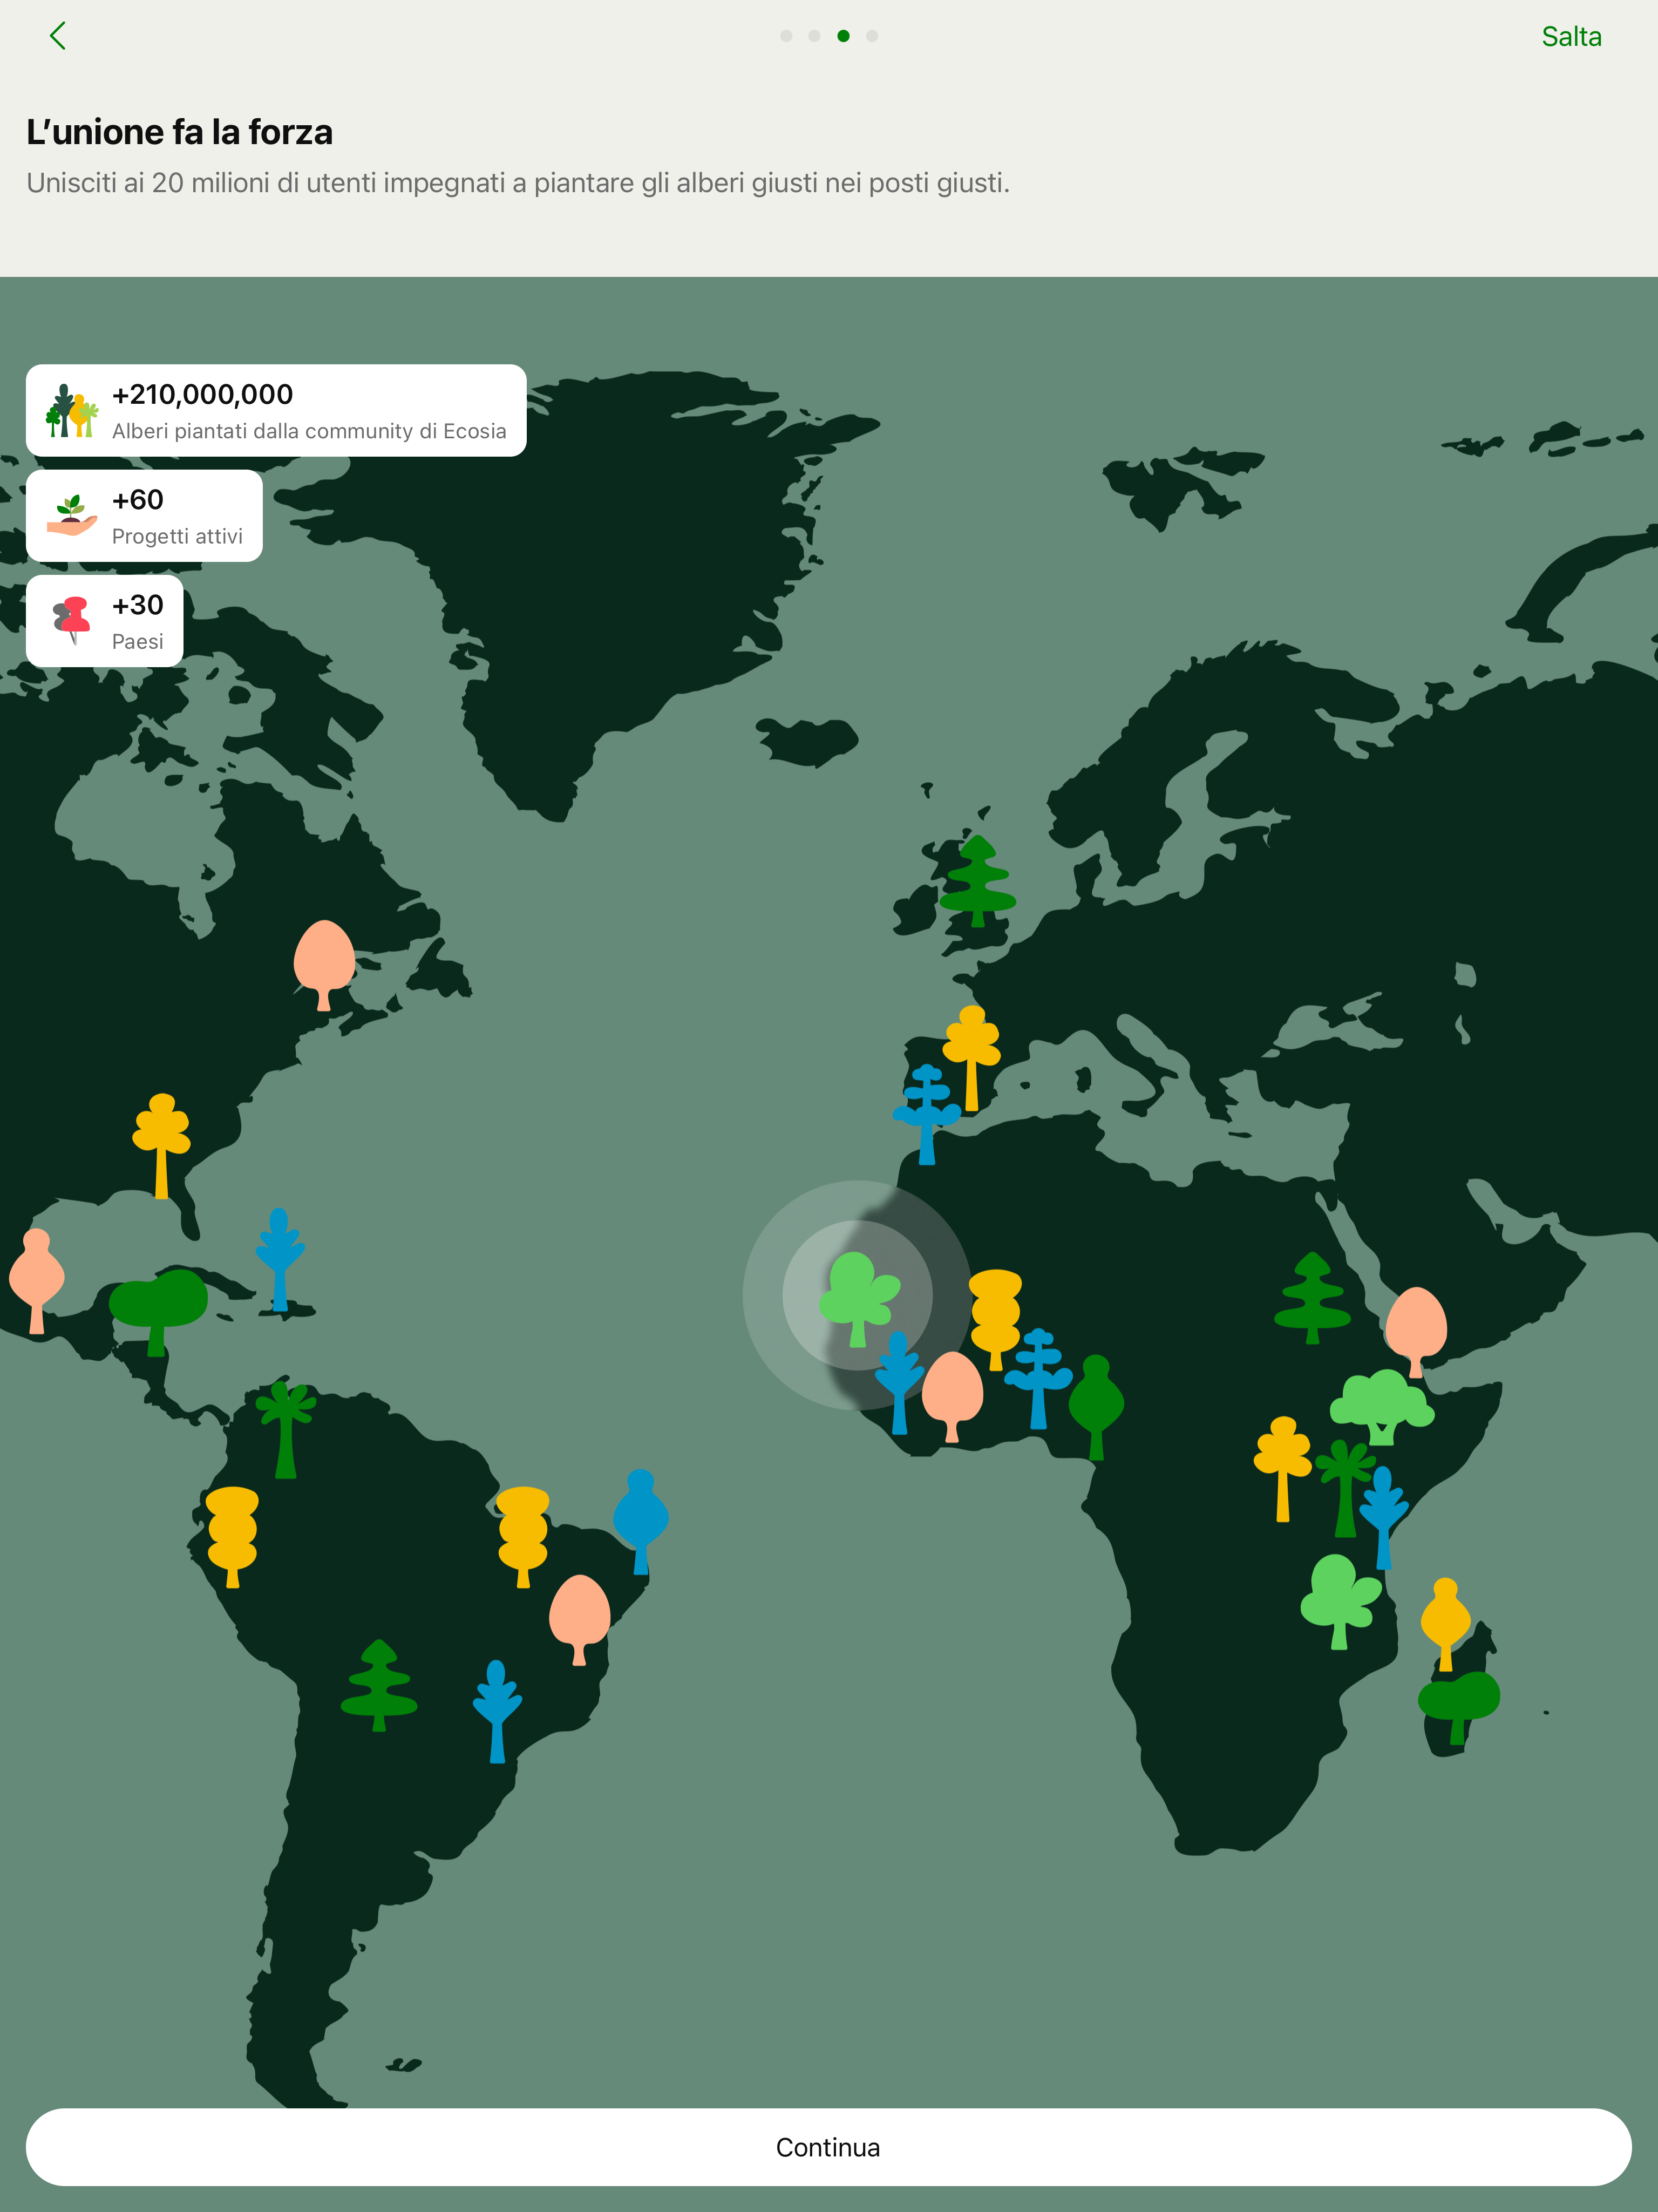 Salta
L’unione fa la forza
Unisciti ai 20 milioni di utenti impegnati a piantare gli alberi giusti nei posti giusti.
+210,000,000
Alberi piantati dalla community di Ecosia
+60
Progetti attivi
+30
Paesi
Continua